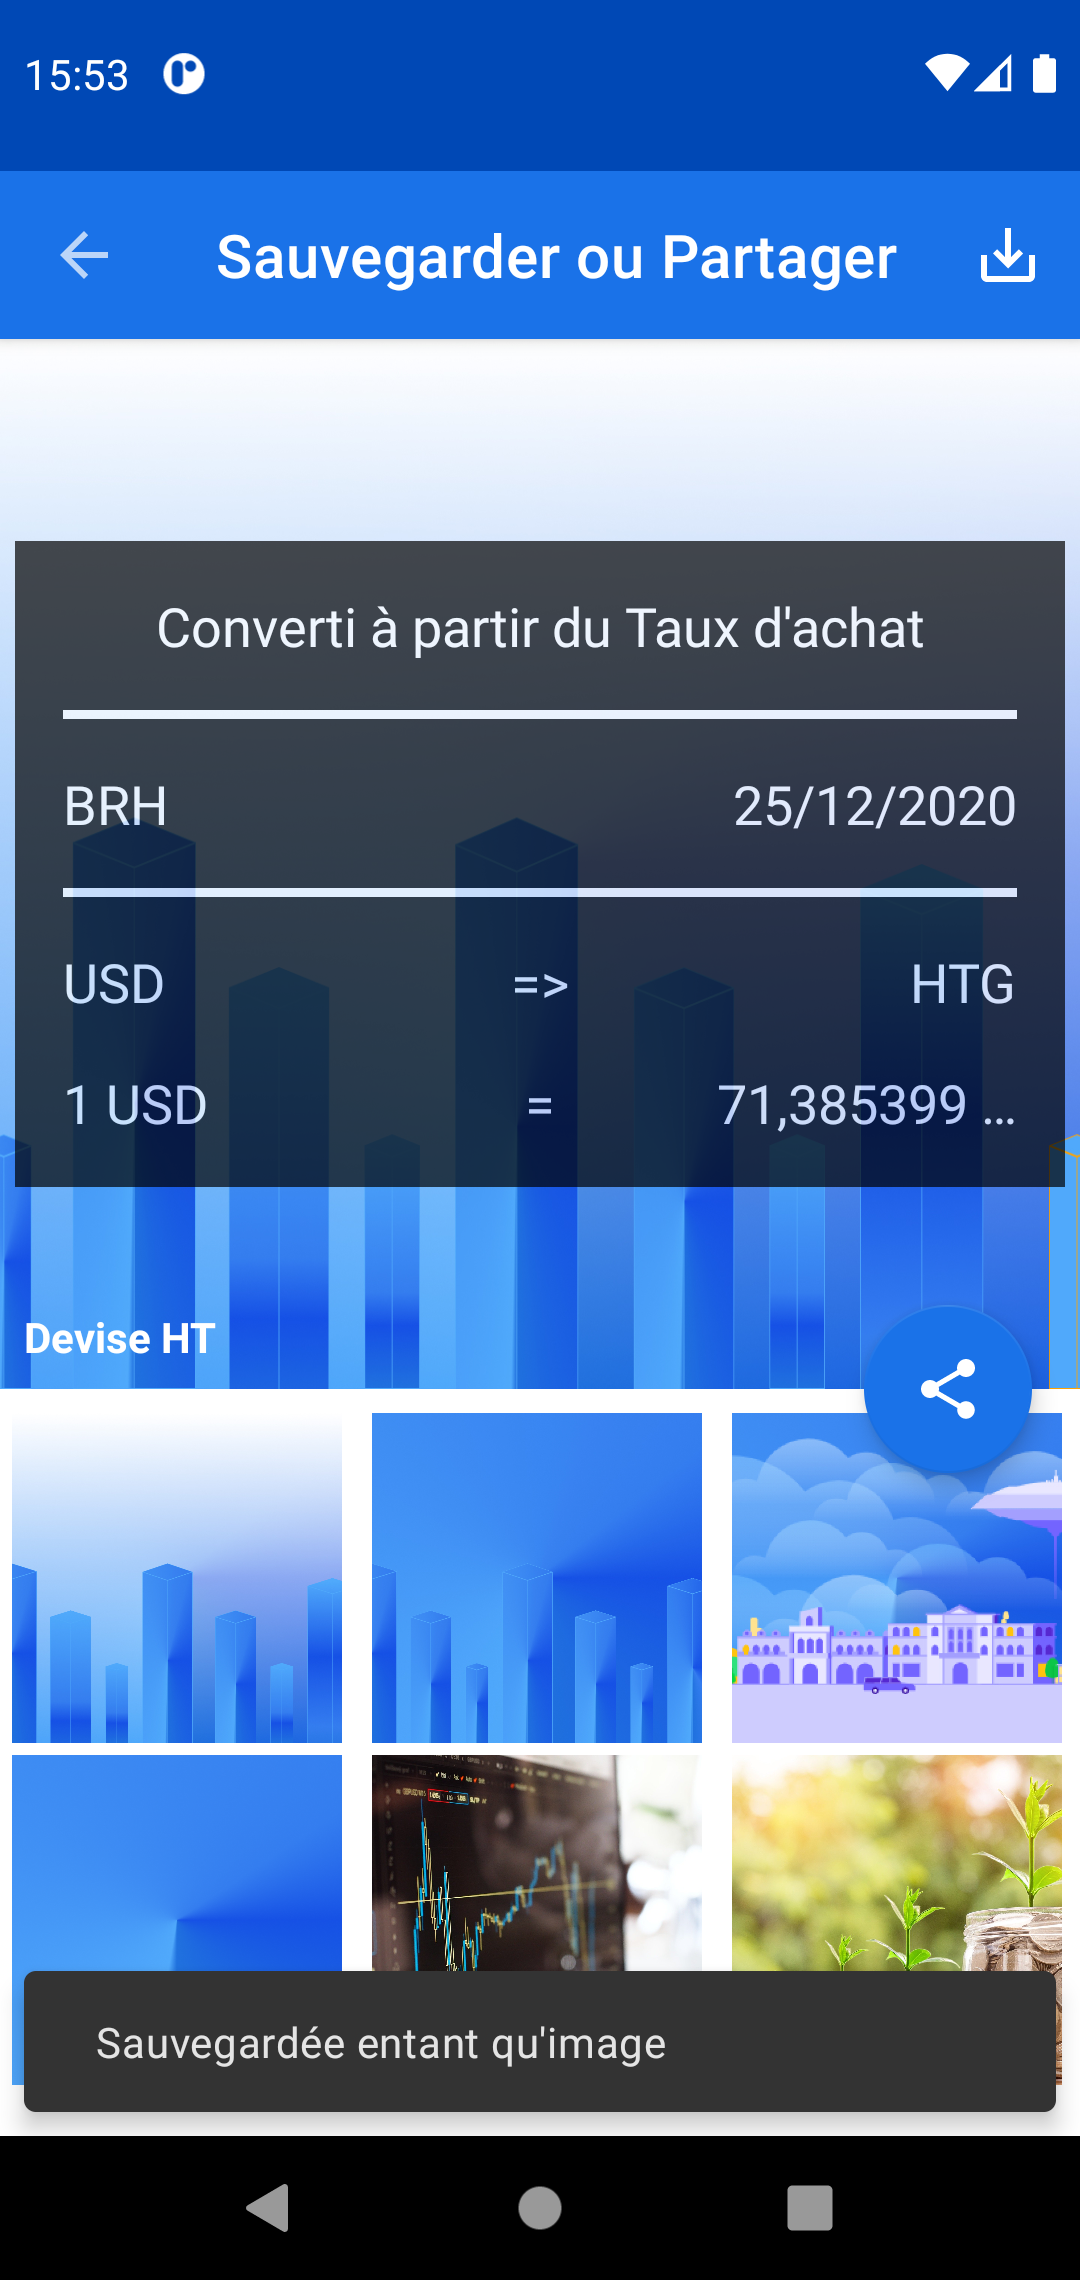 15:53
Sauvegarder ou Partager
Converti à partir du Taux d'achat
BRH 25/12/2020
USD => HTG
1 USD = 71,385399 ...
Devise HT
Sauvegardée entant qu'image